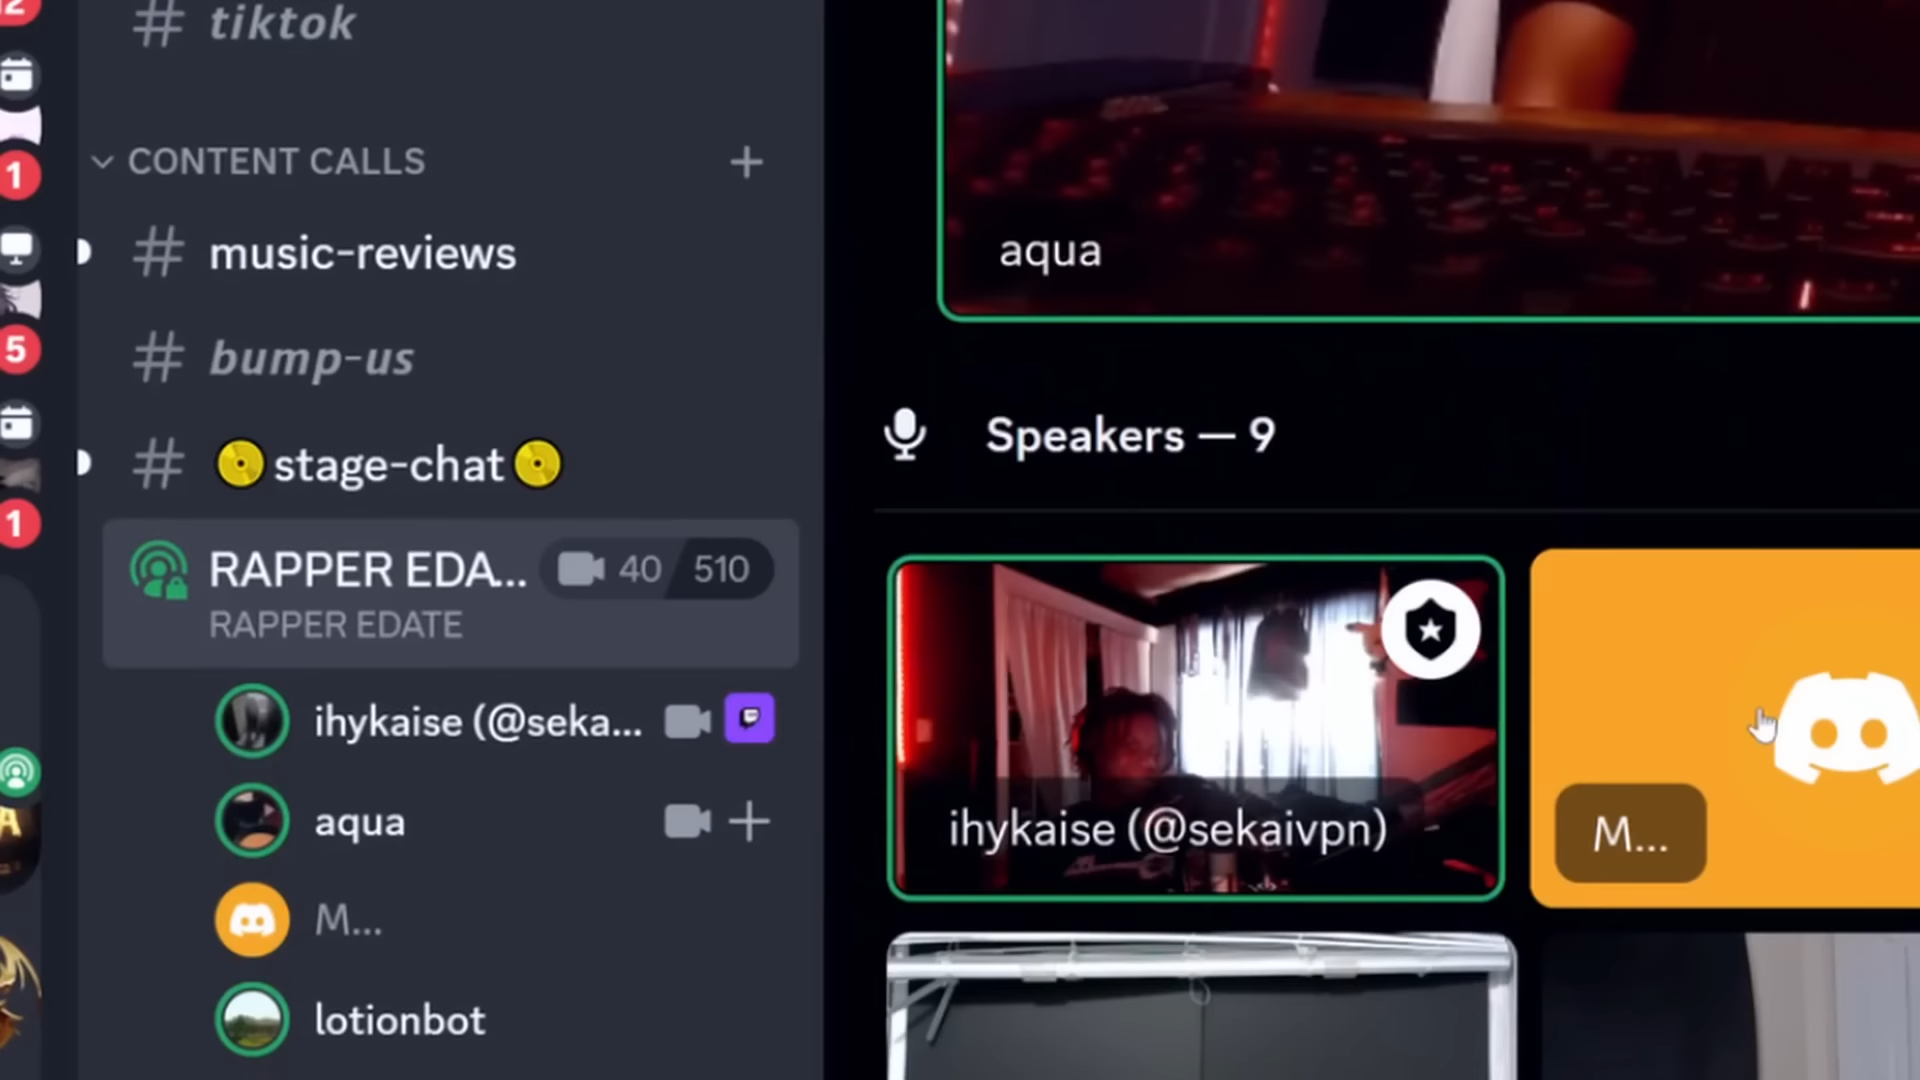 12
# tiktok
CONTENT CALLS +
1
# music-reviews
# bump-us
5
# stage-chat
1
RAPPER EDA... 40 510
RAPPER EDATE
ihykaise (@seka...
aqua +
M...
lotionbot
aqua
Speakers — 9
ihykaise (@sekaivpn)
M...